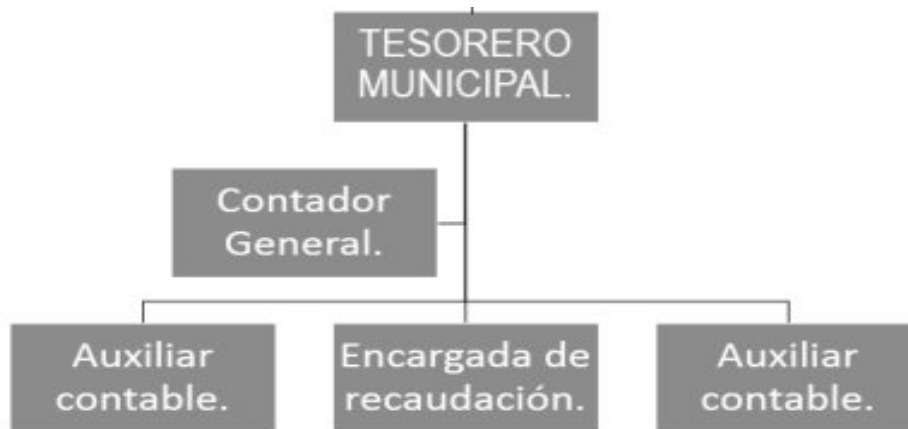 TESORERO
MUNICIPAL.
Contador
General.
Auxiliar
contable.
Encargada de
recaudación.
Auxiliar
contable.